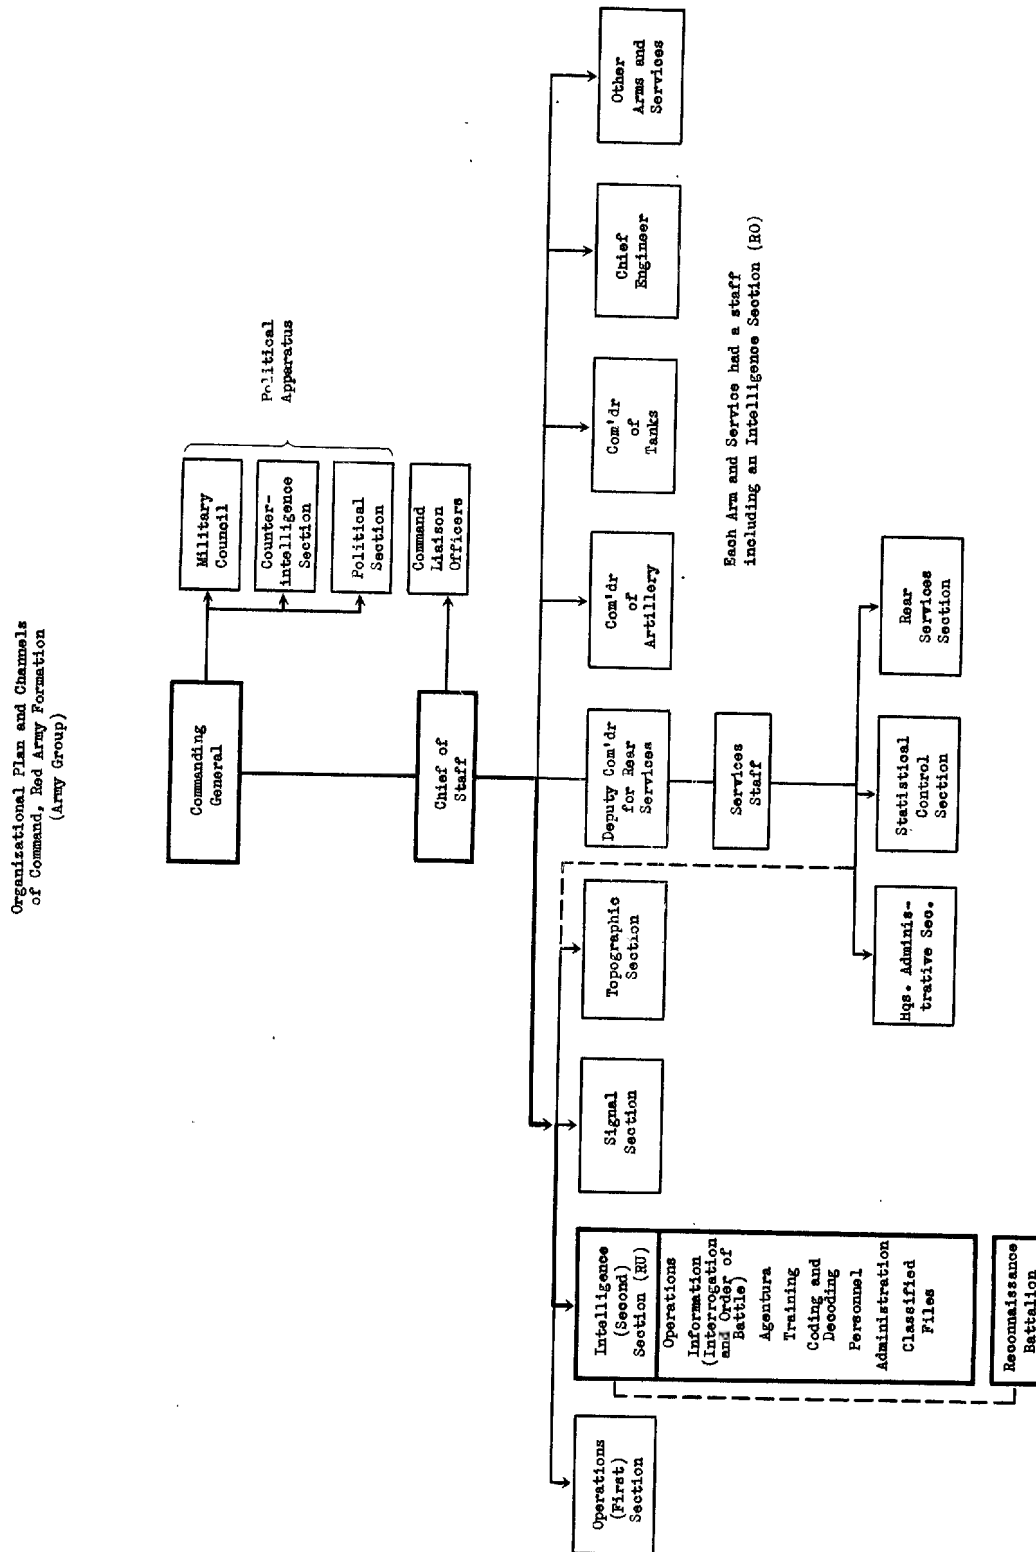 Organizational Plan and Channels
of Command, Red Army Formation
(Army Group)
Commanding
General
Military
Council
Counter-
intelligence
Section
Political
Section
Political
Apparatus
Chief of
Staff
Command
Liaison
Officers
Operations
(First)
Section
Intelligence
(Second)
Section (RU)
Operations
Information
(Interrogation
and Order of
Battle)
Agentura
Training
Coding and
Decoding
Personnel
Administration
Classified
Files
Reconnaissance
Battalion
Signal
Section
Topographic
Section
Deputy Com'dr
for Rear
Services
Com'dr
of
Artillery
Com'dr
of
Tanks
Chief
Engineer
Other
Arms and
Services
Services
Staff
Each Arm and Service had a staff
including an Intelligence Section (RO)
Hqs. Adminis-
trative Sec.
Statistical
Control
Section
Rear
Services
Section